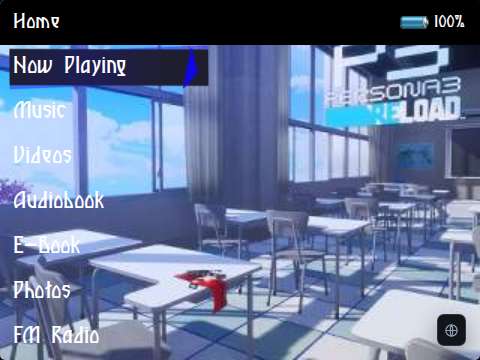 Home
100%
Now Playing
P3
PERSONA3
RELOAD
Music
Videos
Audiobook
E-Book
Photos
FM Radio